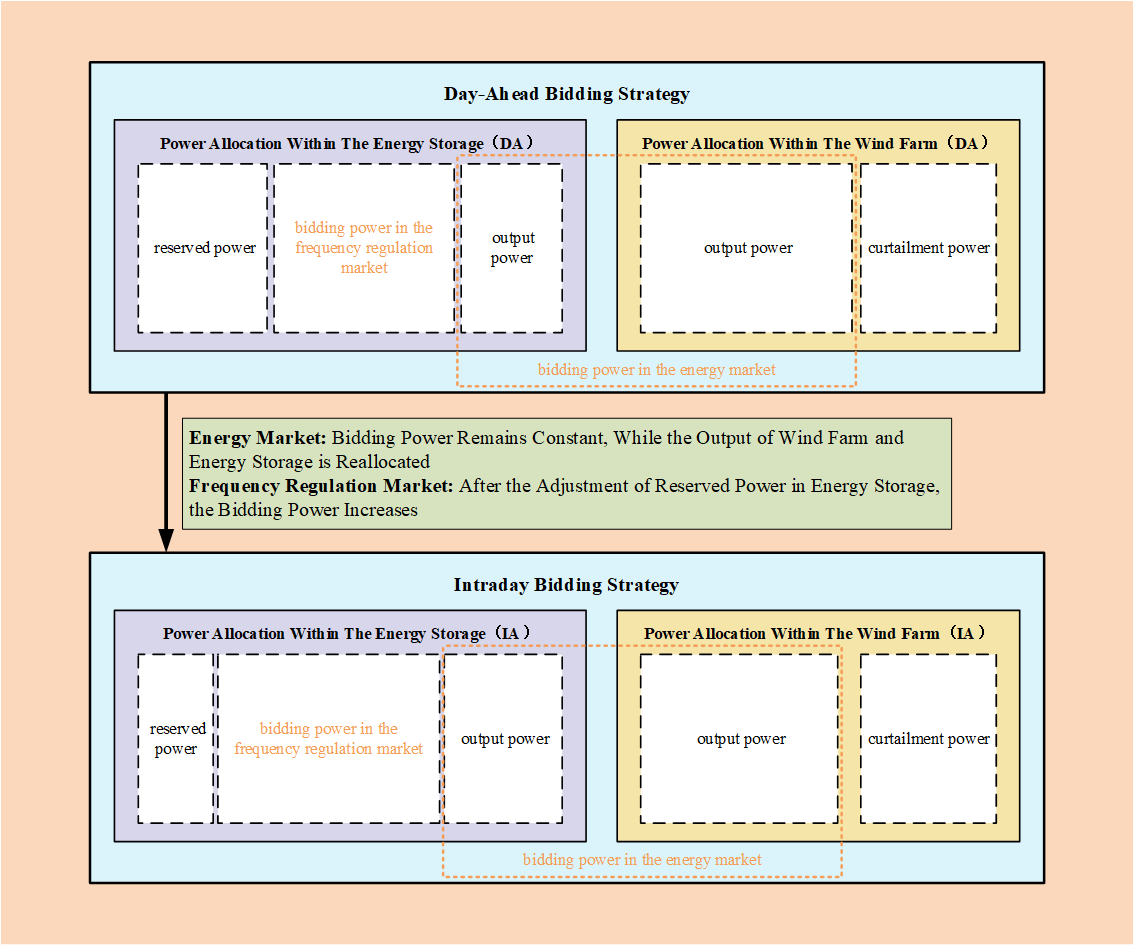 Day-Ahead Bidding Strategy
Power Allocation Within The Energy Storage（DA）
reserved power
bidding power in the
frequency regulation
market
output
power
Power Allocation Within The Wind Farm（DA）
output power
curtailment power
bidding power in the energy market
Energy Market: Bidding Power Remains Constant, While the Output of Wind Farm and
Energy Storage is Reallocated
Frequency Regulation Market: After the Adjustment of Reserved Power in Energy Storage,
the Bidding Power Increases
Intraday Bidding Strategy
Power Allocation Within The Energy Storage（IA）
reserved
power
bidding power in the
frequency regulation market
output power
Power Allocation Within The Wind Farm（IA）
output power
curtailment power
bidding power in the energy market